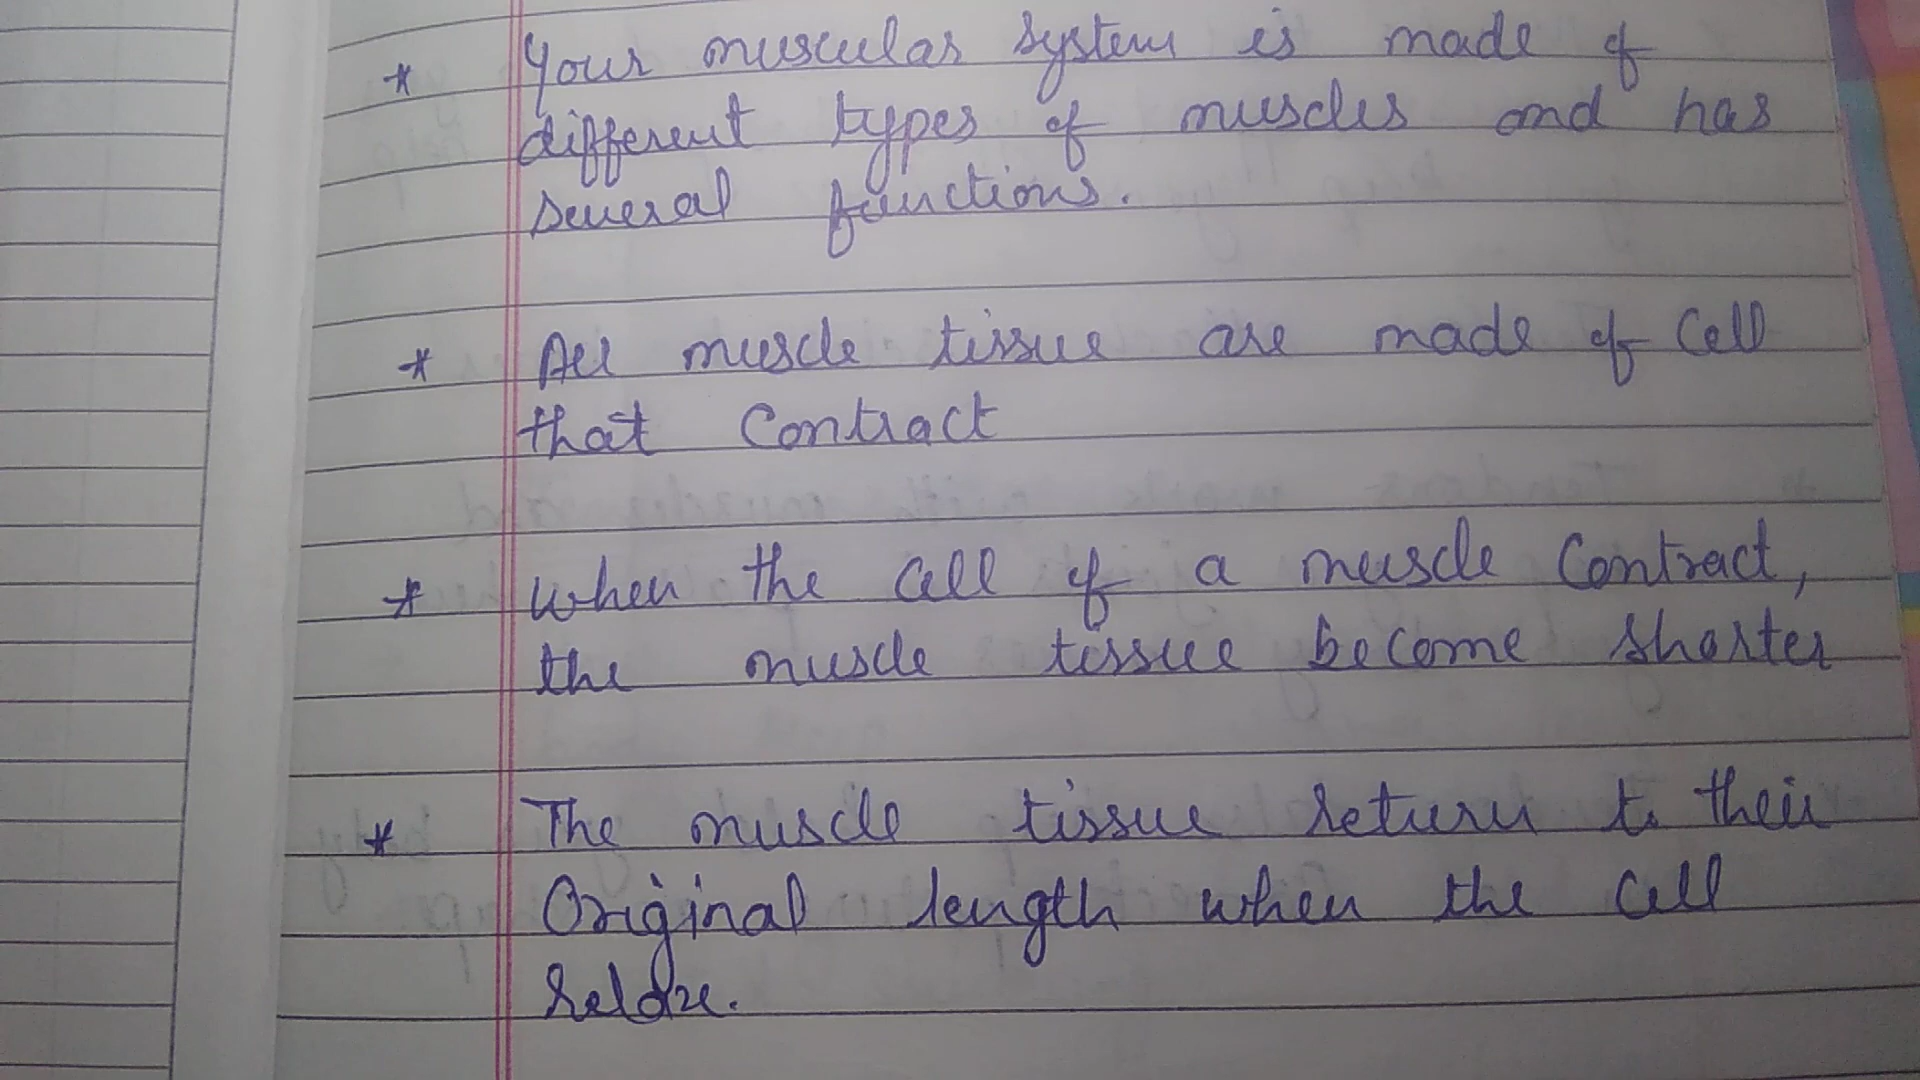 * Your muscular system is made of
different types of muscles and has
several functions.
* All muscle tissue are made of Cell
that Contract
* when the Cell of a muscle Contract,
the muscle tissue become shorter
* The muscle tissue return to their
Original length when the Cell
relax.